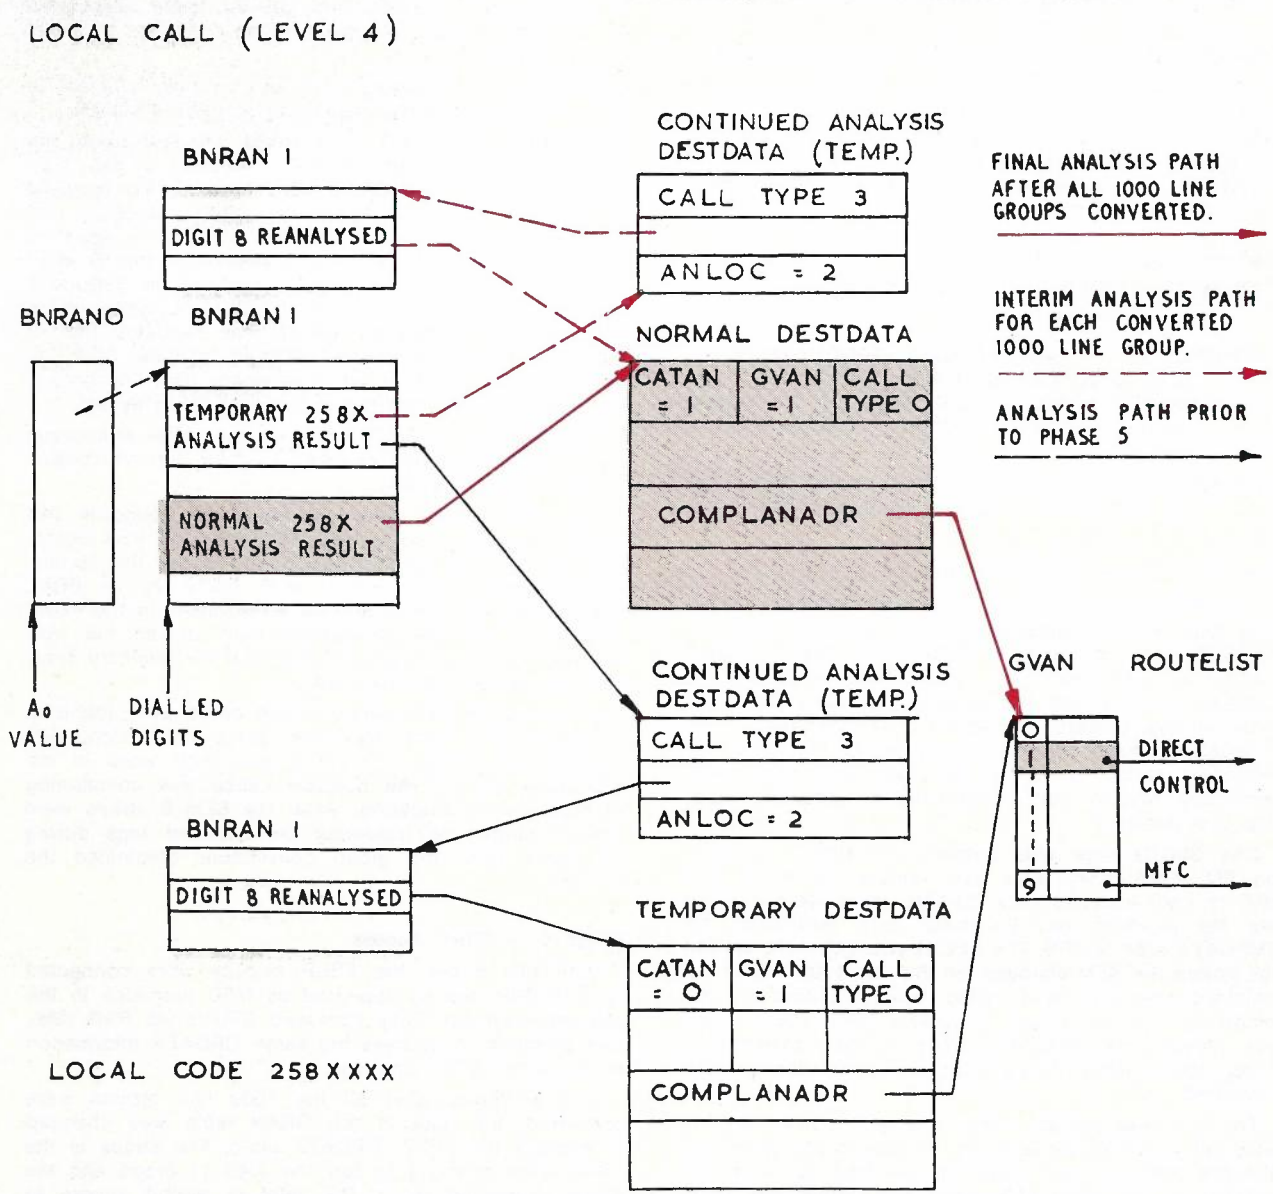 LOCAL CALL (LEVEL 4)
BNRAN 1
DIGIT 8 REANALYSED
CONTINUED ANALYSIS
DESTDATA (TEMP.)
CALL TYPE 3
ANLOC = 2
FINAL ANALYSIS PATH
AFTER ALL 1000 LINE
GROUPS CONVERTED.
INTERIM ANALYSIS PATH
FOR EACH CONVERTED
1000 LINE GROUP.
ANALYSIS PATH PRIOR
TO PHASE 5
BNRANO
BNRAN 1
TEMPORARY 258X
ANALYSIS RESULT
NORMAL 258X
ANALYSIS RESULT
A0
VALUE
DIALLED
DIGITS
NORMAL DESTDATA
CATAN
= 1
GVAN
= 1
CALL
TYPE O
COMPLANADR
CONTINUED ANALYSIS
DESTDATA (TEMP.)
CALL TYPE 3
ANLOC = 2
GVAN
ROUTELIST
0
1
9
DIRECT
CONTROL
MFC
BNRAN 1
DIGIT 8 REANALYSED
TEMPORARY DESTDATA
CATAN
= O
GVAN
= 1
CALL
TYPE O
COMPLANADR
LOCAL CODE 258XXXX